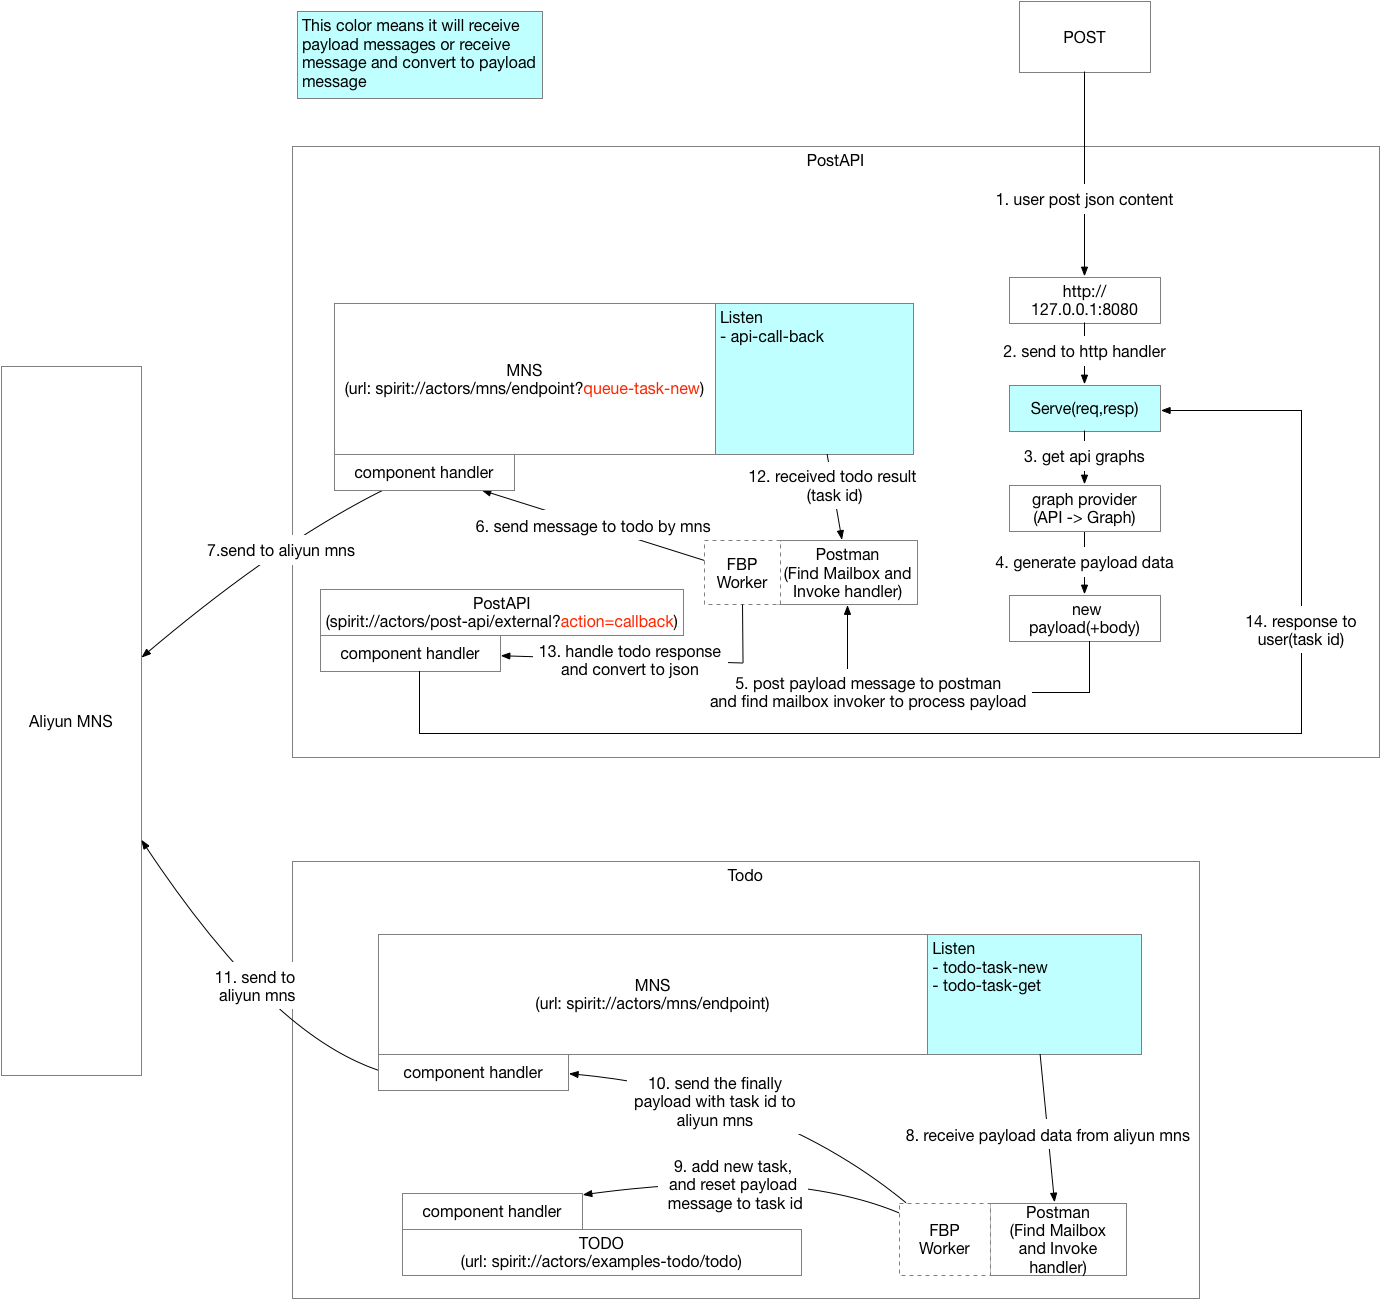 This color means it will receive
payload messages or receive
message and convert to payload
message
POST
PostAPI
1. user post json content
http://
127.0.0.1:8080
2. send to http handler
Serve(req,resp)
3. get api graphs
graph provider
(API -> Graph)
4. generate payload data
new
payload(+body)
14. response to
user(task id)
Listen
- api-call-back
MNS
(url: spirit://actors/mns/endpoint?queue-task-new)
component handler
12. received todo result
(task id)
6. send message to todo by mns
7.send to aliyun mns
FBP
Worker
Postman
(Find Mailbox and
Invoke handler)
PostAPI
(spirit://actors/post-api/external?action=callback)
component handler
13. handle todo response
and convert to json
5. post payload message to postman
and find mailbox invoker to process payload
Aliyun MNS
Todo
Listen
- todo-task-new
- todo-task-get
MNS
(url: spirit://actors/mns/endpoint)
11. send to
aliyun mns
component handler
10. send the finally
payload with task id to
aliyun mns
8. receive payload data from aliyun mns
9. add new task,
and reset payload
message to task id
component handler
TODO
(url: spirit://actors/examples-todo/todo)
FBP
Worker
Postman
(Find Mailbox
and Invoke
handler)